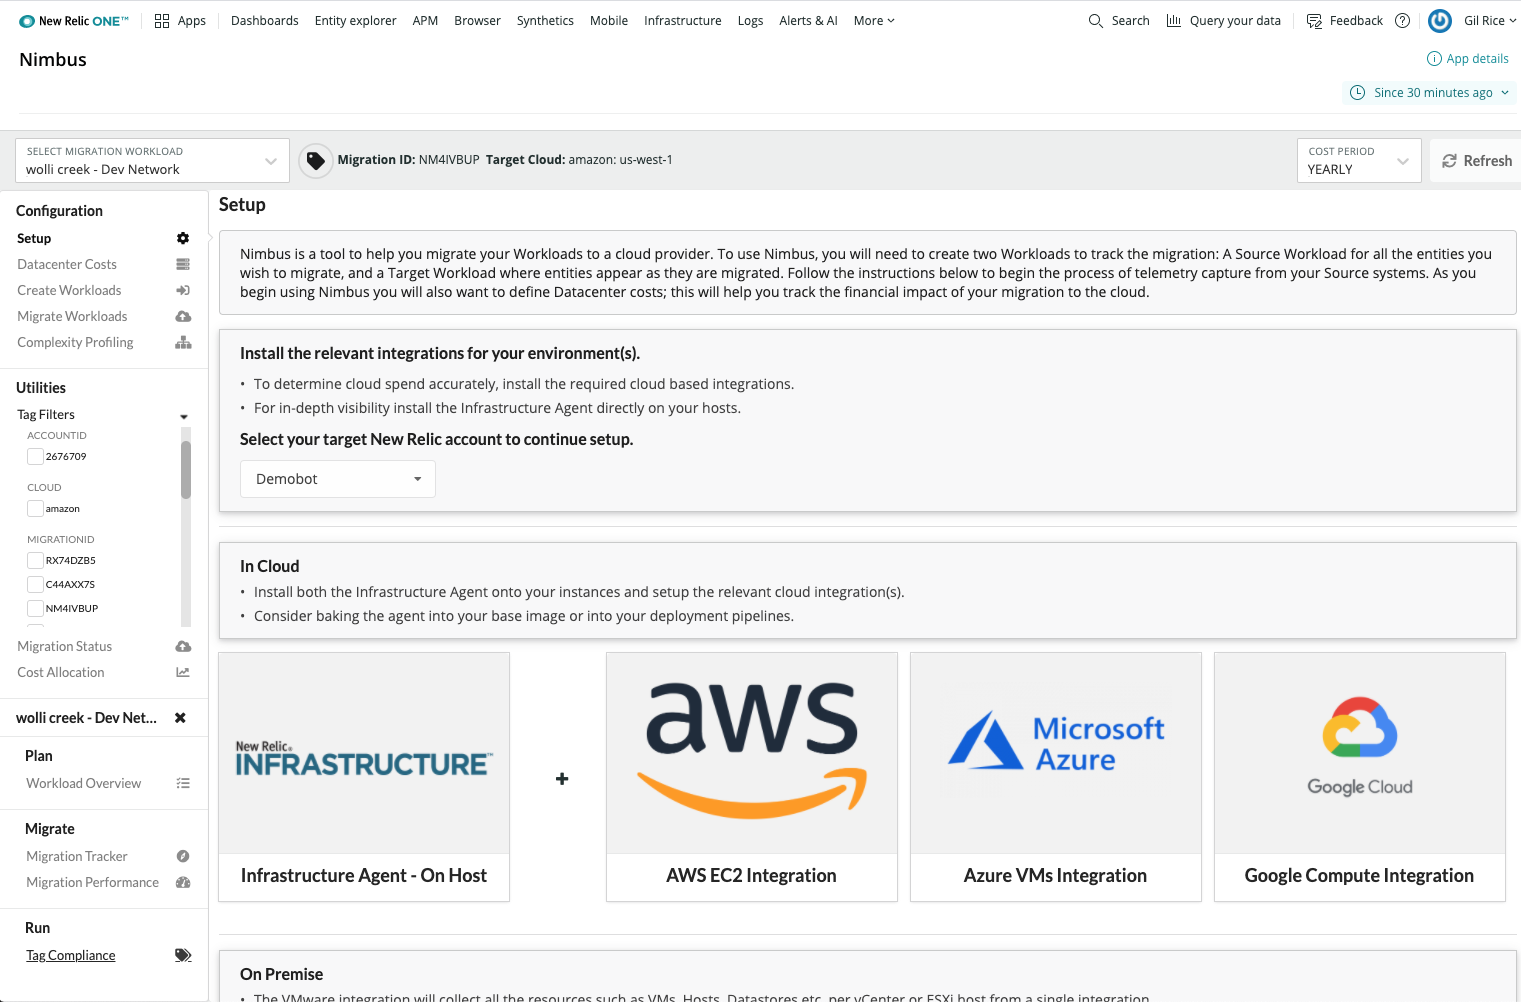 New Relic ONE™
Apps
Dashboards
Entity explorer
APM
Browser
Synthetics
Mobile
Infrastructure
Logs
Alerts & AI
More
Search
Query your data
Feedback
Gil Rice
Nimbus
App details
Since 30 minutes ago
SELECT MIGRATION WORKLOAD
wolli creek - Dev Network
Migration ID: NM4IVBUP Target Cloud: amazon: us-west-1
COST PERIOD
YEARLY
Refresh
Configuration
Setup
Datacenter Costs
Create Workloads
Migrate Workloads
Complexity Profiling
Utilities
Tag Filters
ACCOUNTID
2676709
CLOUD
amazon
MIGRATIONID
RX74DZB5
C44AXX7S
NM4IVBUP
Migration Status
Cost Allocation
wolli creek - Dev Net...
Plan
Workload Overview
Migrate
Migration Tracker
Migration Performance
Run
Tag Compliance
Setup
Nimbus is a tool to help you migrate your Workloads to a cloud provider. To use Nimbus, you will need to create two Workloads to track the migration: A Source Workload for all the entities you
wish to migrate, and a Target Workload where entities appear as they are migrated. Follow the instructions below to begin the process of telemetry capture from your Source systems. As you
begin using Nimbus you will also want to define Datacenter costs; this will help you track the financial impact of your migration to the cloud.
Install the relevant integrations for your environment(s).
• To determine cloud spend accurately, install the required cloud based integrations.
• For in-depth visibility install the Infrastructure Agent directly on your hosts.
Select your target New Relic account to continue setup.
Demobot
In Cloud
• Install both the Infrastructure Agent onto your instances and setup the relevant cloud integration(s).
• Consider baking the agent into your base image or into your deployment pipelines.
New Relic®
INFRASTRUCTURE™
Infrastructure Agent - On Host
+
aws
AWS EC2 Integration
Microsoft
Azure
Azure VMs Integration
Google Cloud
Google Compute Integration
On Premise
• The VMware integration will collect all the resources such as VMs, Hosts, Datastores etc. per vCenter or ESXi host from a single integration